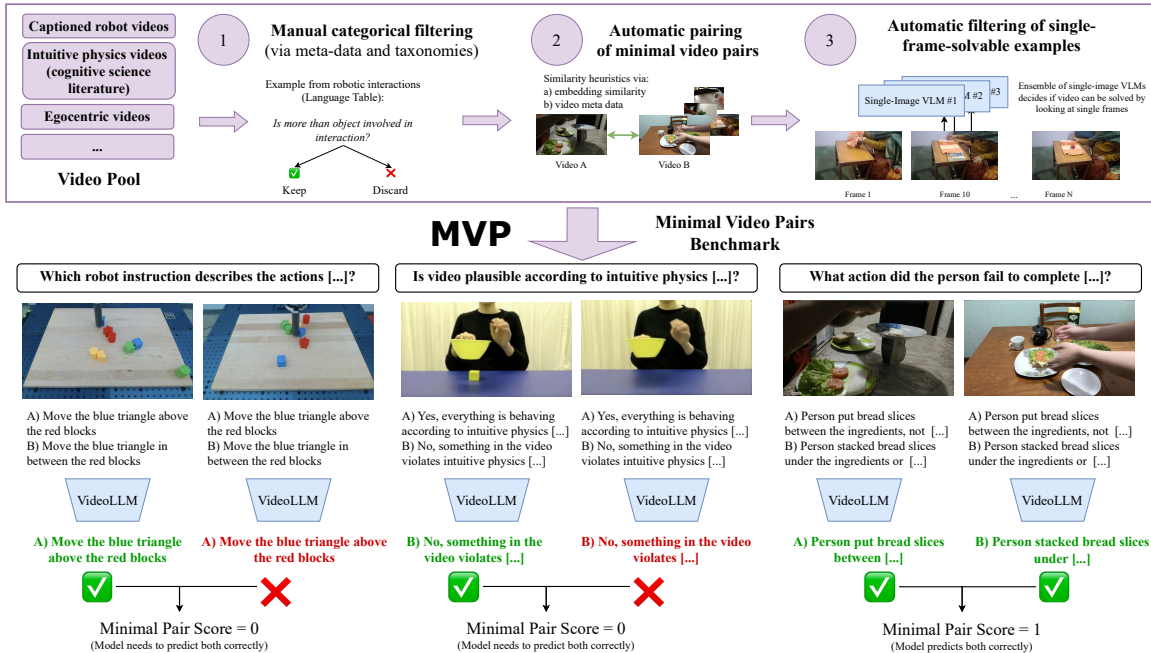 Captioned robot videos
Intuitive physics videos
(cognitive science
literature)
Egocentric videos
...
Video Pool
1
Manual categorical filtering
(via meta-data and taxonomies)
Example from robotic interactions
(Language Table):
Is more than object involved in
interaction?
Keep
Discard
2
Automatic pairing
of minimal video pairs
Similarity heuristics via:
a) embedding similarity
b) video meta data
Video A
Video B
3
Automatic filtering of single-
frame-solvable examples
Single-Image VLM #1
M #2
#3
Ensemble of single-image VLMs
decides if video can be solved by
looking at single frames
Frame 1
Frame 10
...
Frame N
MVP
Minimal Video Pairs
Benchmark
Which robot instruction describes the actions [...]?
A) Move the blue triangle above
the red blocks
B) Move the blue triangle in
between the red blocks
VideoLLM
A) Move the blue triangle
above the red blocks
A) Move the blue triangle above
the red blocks
B) Move the blue triangle in
between the red blocks
VideoLLM
A) Move the blue triangle above
the red blocks
Minimal Pair Score = 0
(Model needs to predict both correctly)
Is video plausible according to intuitive physics [...]?
A) Yes, everything is behaving
according to intuitive physics [...]
B) No, something in the video
violates intuitive physics [...]
VideoLLM
B) No, something in the
video violates [...]
A) Yes, everything is behaving
according to intuitive physics [...]
B) No, something in the video
violates intuitive physics [...]
VideoLLM
B) No, something in the video
violates [...]
Minimal Pair Score = 0
(Model needs to predict both correctly)
What action did the person fail to complete [...]?
A) Person put bread slices
between the ingredients, not [...]
B) Person stacked bread slices
under the ingredients or [...]
VideoLLM
A) Person put bread slices
between [...]
A) Person put bread slices
between the ingredients, not [...]
B) Person stacked bread slices
under the ingredients or [...]
VideoLLM
B) Person stacked bread slices
under [...]
Minimal Pair Score = 1
(Model predicts both correctly)